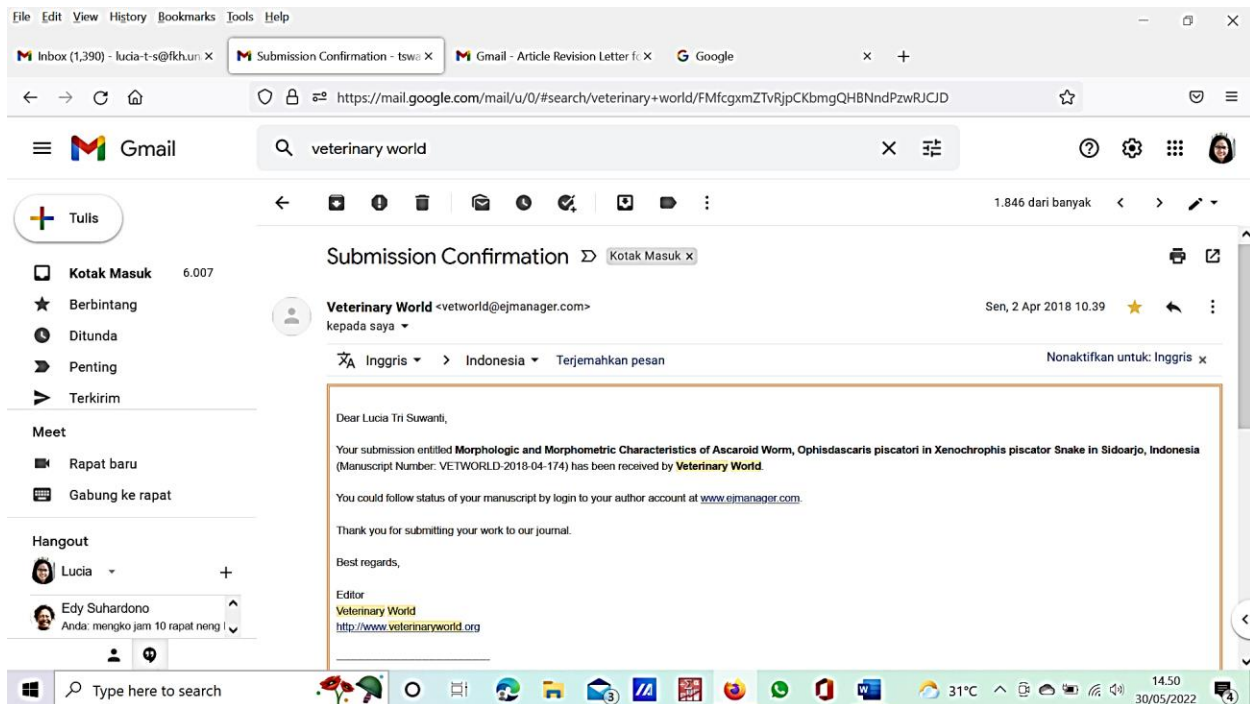 File Edit View History Bookmarks Tools Help
Inbox (1,390) - lucia-t-s@fkh.un
Submission Confirmation - tswa
Gmail - Article Revision Letter fo
Google
https://mail.google.com/mail/u/0/#search/veterinary+world/FMfcgxmZTvRjpCKbmgQHBNndPzwRJCJD
Gmail
veterinary world
Tulis
1.846 dari banyak
Kotak Masuk 6.007
Berbintang
Ditunda
Penting
Terkirim
Meet
Rapat baru
Gabung ke rapat
Hangout
Lucia
Edy Suhardono
Anda: mengko jam 10 rapat neng
Submission Confirmation Kotak Masuk x
Veterinary World <vetworld@ejmanager.com> Sen, 2 Apr 2018 10.39
kepada saya
Inggris > Indonesia Terjemahkan pesan Nonaktifkan untuk: Inggris x
Dear Lucia Tri Suwanti,
Your submission entitled Morphologic and Morphometric Characteristics of Ascaroid Worm, Ophisdascaris piscatori in Xenochrophis piscator Snake in Sidoarjo, Indonesia
(Manuscript Number: VETWORLD-2018-04-174) has been received by Veterinary World.
You could follow status of your manuscript by login to your author account at www.ejmanager.com.
Thank you for submitting your work to our journal.
Best regards,
Editor
Veterinary World
http://www.veterinaryworld.org
Type here to search
31°C
14.50
30/05/2022